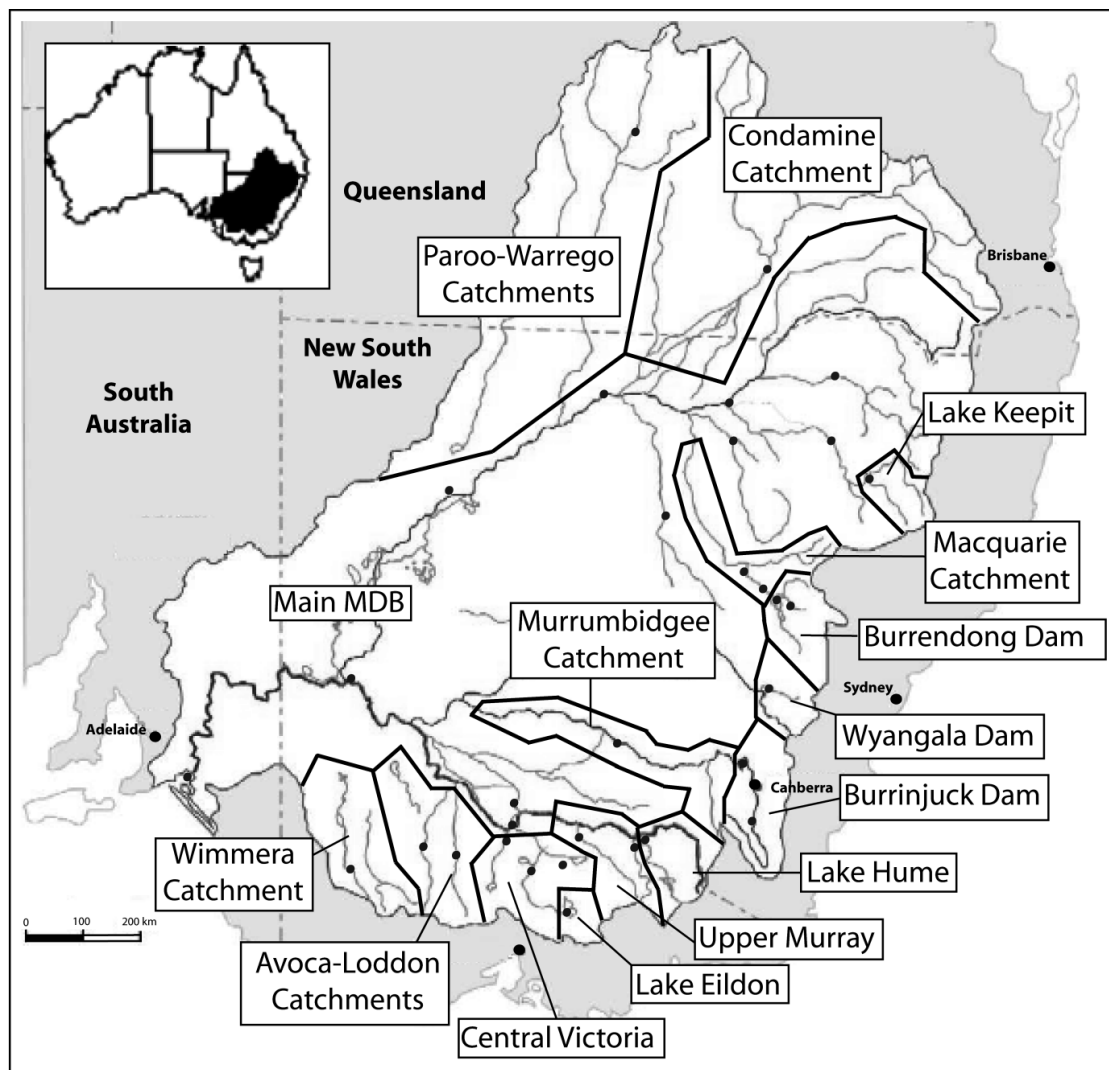 Condamine
Catchment
Queensland
Brisbane
Paroo-Warrego
Catchments
New South
Wales
South
Australia
Lake Keepit
Macquarie
Catchment
Main MDB
Murrumbidgee
Catchment
Burrendong Dam
Sydney
Adelaide
Wyangala Dam
Canberra
Burrinjuck Dam
Wimmera
Catchment
Lake Hume
0 100 200 km
Upper Murray
Avoca-Loddon
Catchments
Lake Eildon
Central Victoria